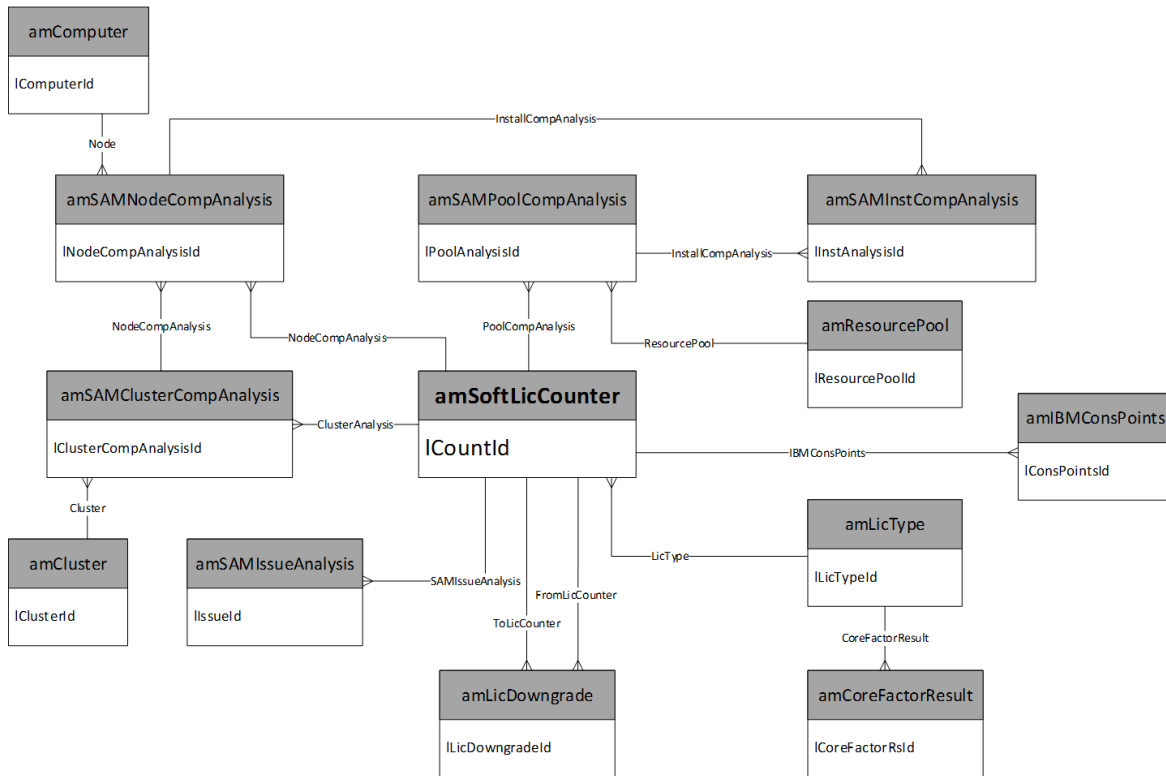 amComputer
lComputerId
Node
InstallCompAnalysis
amSAMNodeCompAnalysis
lNodeCompAnalysisId
amSAMPoolCompAnalysis
lPoolAnalysisId
amSAMInstCompAnalysis
lInstAnalysisId
InstallCompAnalysis
NodeCompAnalysis
NodeCompAnalysis
PoolCompAnalysis
ResourcePool
amResourcePool
lResourcePoolId
amSAMClusterCompAnalysis
lClusterCompAnalysisId
ClusterAnalysis
amSoftLicCounter
lCountId
IBMConsPoints
amIBMConsPoints
lConsPointsId
Cluster
amCluster
lClusterId
amSAMIssueAnalysis
lIssueId
SAMIssueAnalysis
FromLicCounter
ToLicCounter
LicType
amLicType
lLicTypeId
CoreFactorResult
amLicDowngrade
lLicDowngradeId
amCoreFactorResult
lCoreFactorRsId